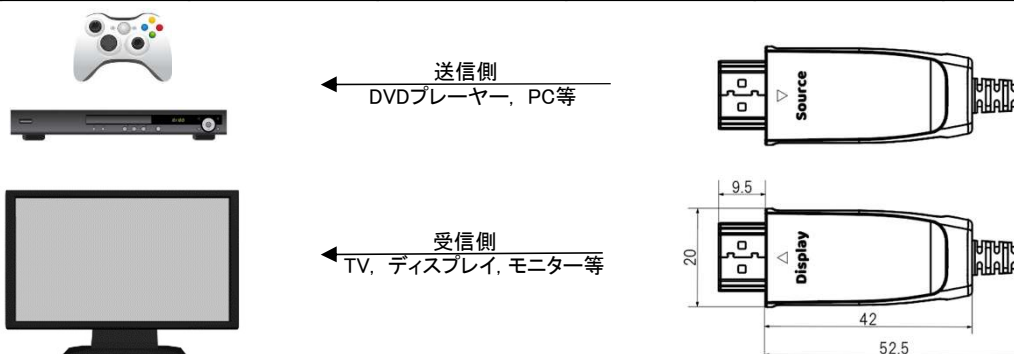 送信側
DVDプレーヤー, PC等
Source
9.5
受信側
TV, ディスプレイ, モニター等
20
Display
42
52.5